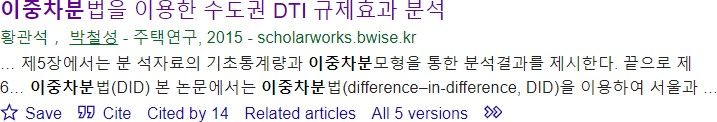 이중차분법을 이용한 수도권 DTI 규제효과 분석
황관석, 박철성 - 주택연구, 2015 - scholarworks.bwise.kr
… 제5장에서는 분 석자료의 기초통계량과 이중차분모형을 통한 분석결과를 제시한다. 끝으로 제
6… 이중차분법(DID) 본 논문에서는 이중차분법(difference–in-difference, DID)을 이용하여 서울과 …
Save Cite Cited by 14 Related articles All 5 versions